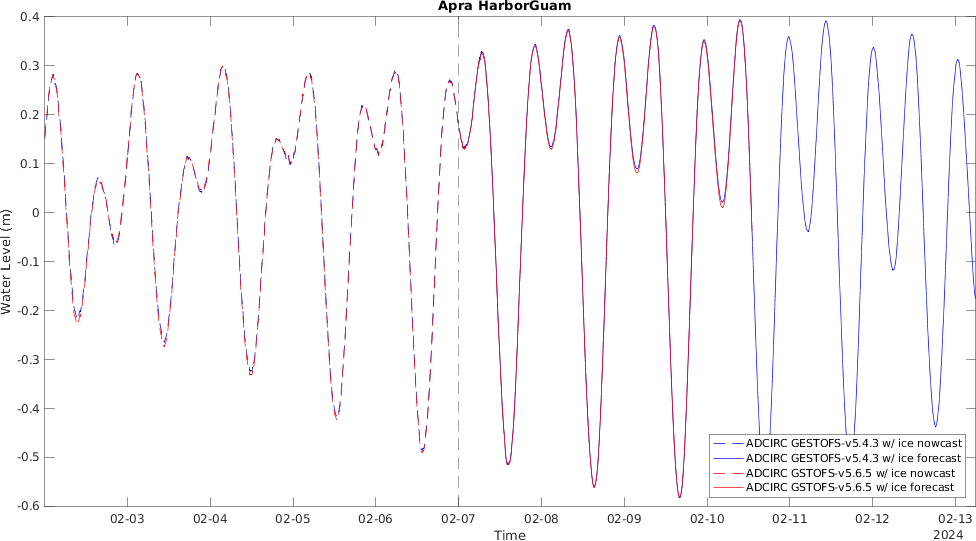 Apra HarborGuam
Water Level (m)
0.4
0.3
0.2
0.1
0
-0.1
-0.2
-0.3
-0.4
-0.5
-0.6
ADCIRC GESTOFS-v5.4.3 w/ ice nowcast
ADCIRC GESTOFS-v5.4.3 w/ ice forecast
ADCIRC GSTOFS-v5.6.5 w/ ice nowcast
ADCIRC GSTOFS-v5.6.5 w/ ice forecast
02-03 02-04 02-05 02-06 02-07 02-08 02-09 02-10 02-11 02-12 02-13
Time
2024